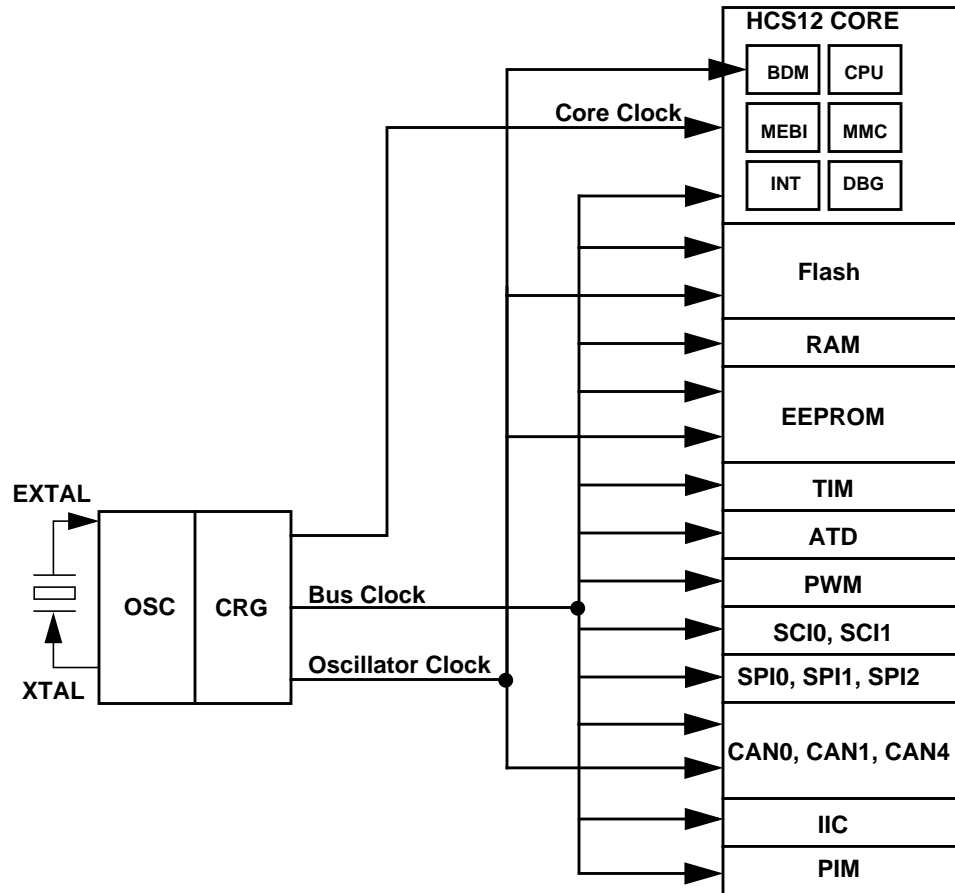 HCS12 CORE
BDM
CPU
Core Clock
MEBI
MMC
INT
DBG
Flash
RAM
EEPROM
TIM
EXTAL
ATD
PWM
OSC
CRG
Bus Clock
SCI0, SCI1
Oscillator Clock
SPI0, SPI1, SPI2
XTAL
CAN0, CAN1, CAN4
IIC
PIM